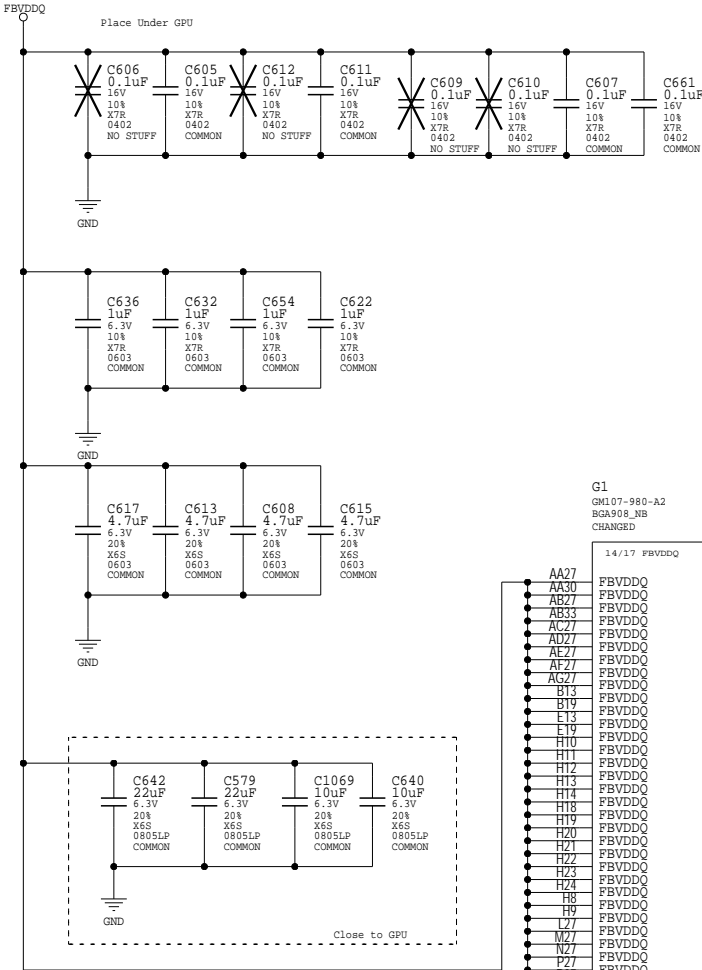 FBVDDQ
Place Under GPU
C606
0.1uF
16V
10%
X7R
0402
NO STUFF
C605
0.1uF
16V
10%
X7R
0402
COMMON
C612
0.1uF
16V
10%
X7R
0402
NO STUFF
C611
0.1uF
16V
10%
X7R
0402
COMMON
C609
0.1uF
16V
10%
X7R
0402
NO STUFF
C610
0.1uF
16V
10%
X7R
0402
NO STUFF
C607
0.1uF
16V
10%
X7R
0402
COMMON
C661
0.1uF
16V
10%
X7R
0402
COMMON
GND
C636
1uF
6.3V
10%
X7R
0603
COMMON
C632
1uF
6.3V
10%
X7R
0603
COMMON
C654
1uF
6.3V
10%
X7R
0603
COMMON
C622
1uF
6.3V
10%
X7R
0603
COMMON
GND
C617
4.7uF
6.3V
20%
X6S
0603
COMMON
C613
4.7uF
6.3V
20%
X6S
0603
COMMON
C608
4.7uF
6.3V
20%
X6S
0603
COMMON
C615
4.7uF
6.3V
20%
X6S
0603
COMMON
GND
C642
22uF
6.3V
20%
X6S
0805LP
COMMON
C579
22uF
6.3V
20%
X6S
0805LP
COMMON
C1069
10uF
6.3V
20%
X6S
0805LP
COMMON
C640
10uF
6.3V
20%
X6S
0805LP
COMMON
GND
Close to GPU
G1
GM107-980-A2
BGA908_NB
CHANGED
14/17 FBVDDQ
AA27 FBVDDQ
AA30 FBVDDQ
AB27 FBVDDQ
AB33 FBVDDQ
AC27 FBVDDQ
AD27 FBVDDQ
AE27 FBVDDQ
AF27 FBVDDQ
AG27 FBVDDQ
B13 FBVDDQ
B19 FBVDDQ
E13 FBVDDQ
E19 FBVDDQ
H10 FBVDDQ
H11 FBVDDQ
H12 FBVDDQ
H13 FBVDDQ
H14 FBVDDQ
H18 FBVDDQ
H19 FBVDDQ
H20 FBVDDQ
H21 FBVDDQ
H22 FBVDDQ
H23 FBVDDQ
H24 FBVDDQ
H8 FBVDDQ
H9 FBVDDQ
L27 FBVDDQ
M27 FBVDDQ
N27 FBVDDQ
P27 FBVDDQ